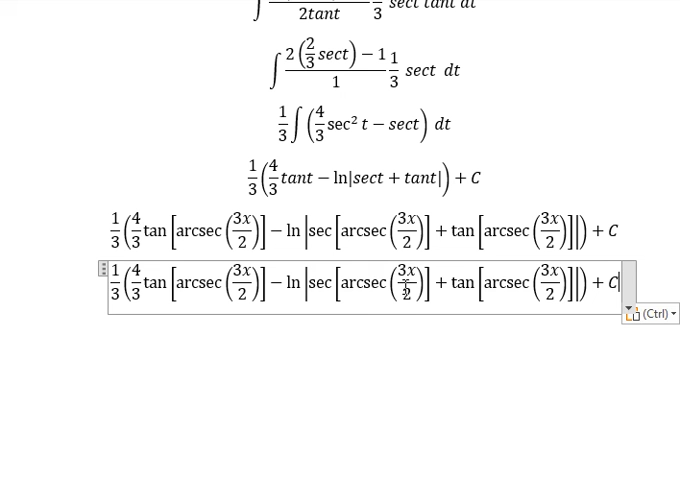 ∫ 2tant 3 sect tant dt
∫ (2(2/3 sect) − 1)/1 1/3 sect dt
1/3 ∫ (4/3 sec² t − sect) dt
1/3 (4/3 tant − ln|sect + tant|) + C
1/3 (4/3 tan [arcsec (3x/2)] − ln |sec [arcsec (3x/2)] + tan [arcsec (3x/2)]|) + C
1/3 (4/3 tan [arcsec (3x/2)] − ln |sec [arcsec (3x/2)] + tan [arcsec (3x/2)]|) + C
(Ctrl)